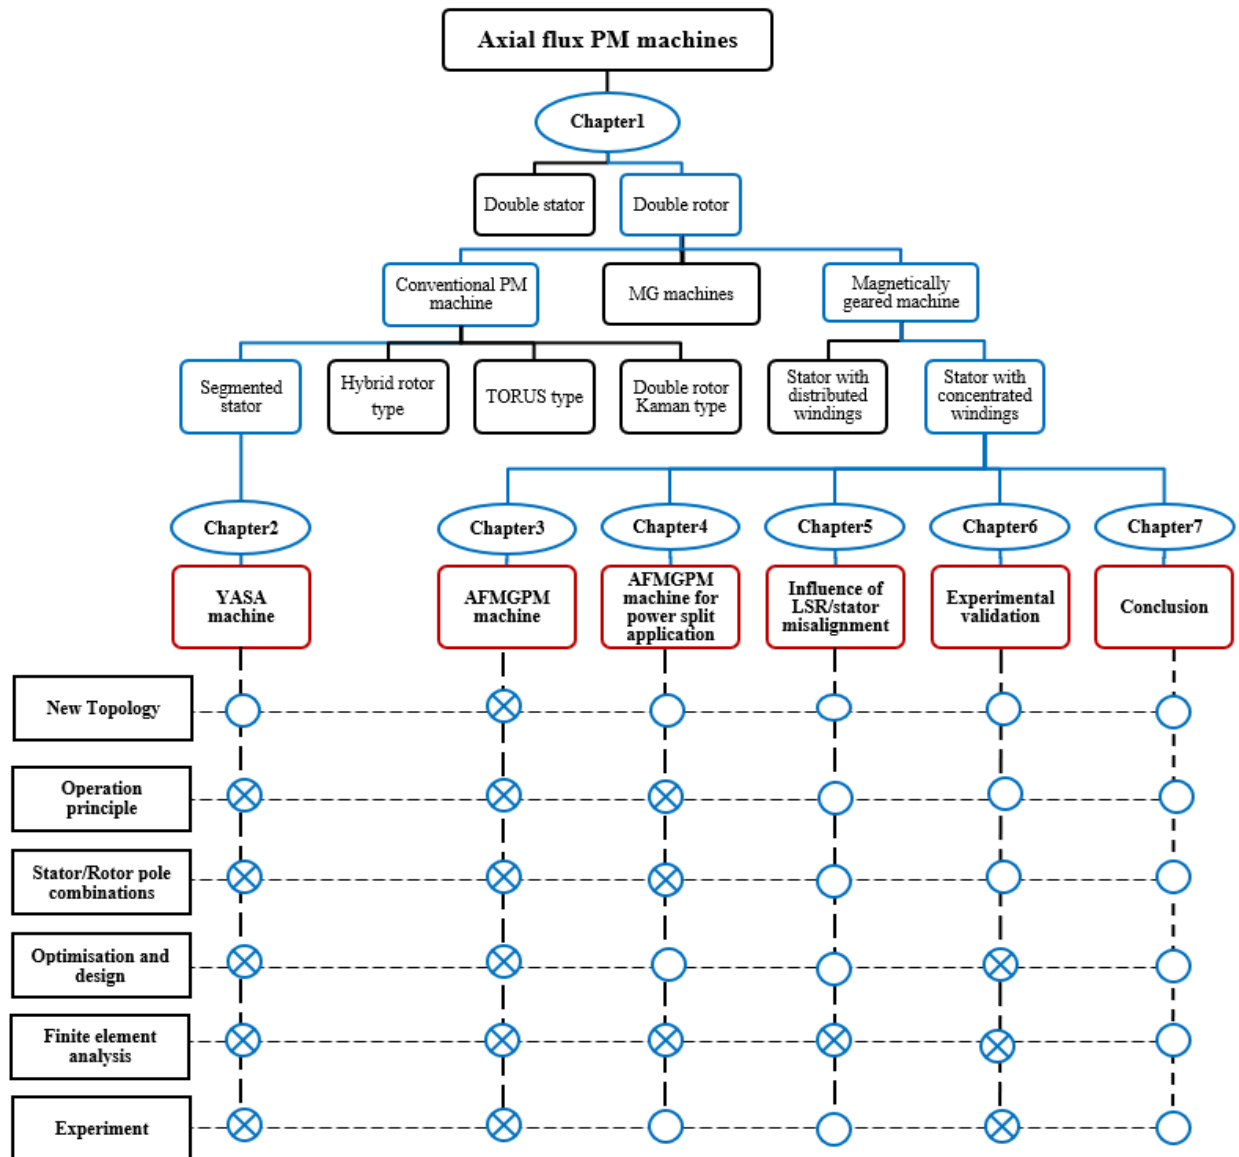 Axial flux PM machines
Chapter1
Double stator
Double rotor
Conventional PM
machine
MG machines
Magnetically
geared machine
Segmented
stator
Hybrid rotor
type
TORUS type
Double rotor
Kaman type
Stator with
distributed
windings
Stator with
concentrated
windings
Chapter2
Chapter3
Chapter4
Chapter5
Chapter6
Chapter7
YASA
machine
AFMGPM
machine
AFMGPM
machine for
power split
application
Influence of
LSR/stator
misalignment
Experimental
validation
Conclusion
New Topology
Operation
principle
Stator/Rotor pole
combinations
Optimisation and
design
Finite element
analysis
Experiment